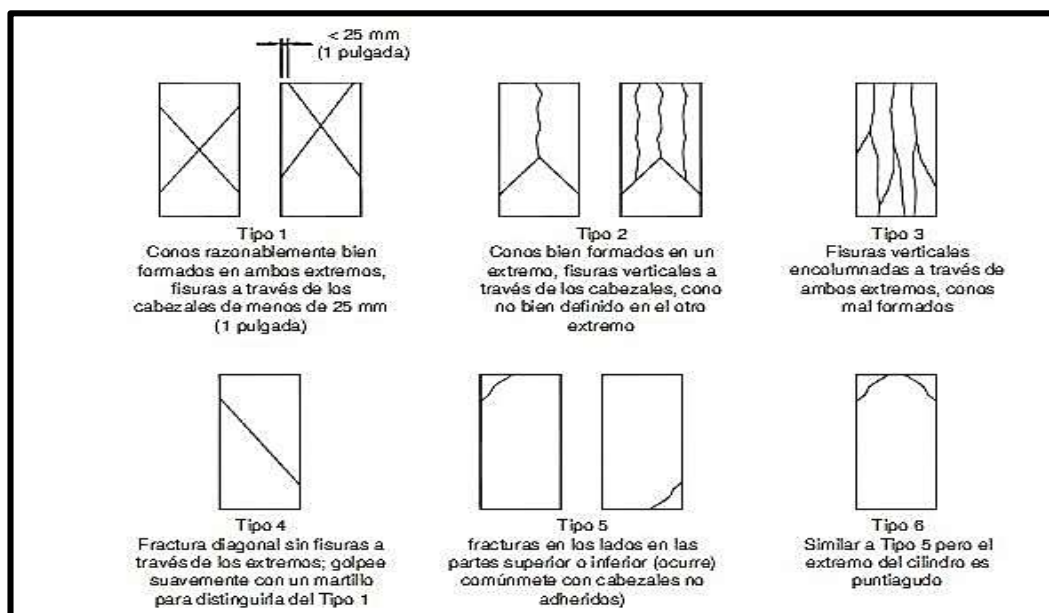 < 25 mm
(1 pulgada)
Tipo 1
Conos razonablemente bien
formados en ambos extremos,
fisuras a través de los
cabezales de menos de 25 mm
(1 pulgada)
Tipo 2
Conos bien formados en un
extremo, fisuras verticales a
través de los cabezales, cono
no bien definido en el otro
extremo
Tipo 3
Fisuras verticales
encolumnadas a través de
ambos extremos, conos
mal formados
Tipo 4
Fractura diagonal sin fisuras a
través de los extremos; golpee
suavemente con un martillo
para distinguirla del Tipo 1
Tipo 5
fracturas en los lados en las
partes superior o inferior (ocurre)
comúnmete con cabezales no
adheridos)
Tipo 6
Similar a Tipo 5 pero el
extremo del cilindro es
puntiagudo